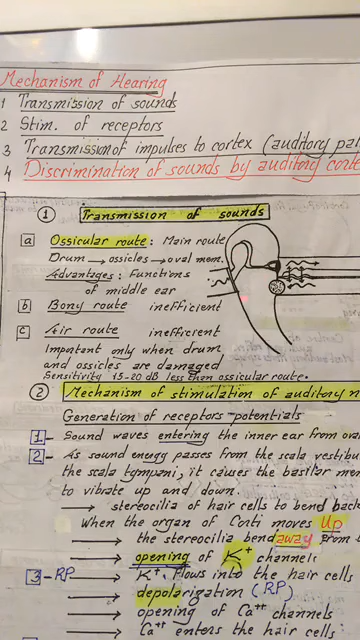 Mechanism of Hearing
1 Transmission of sounds
2 Stim. of receptors
3 Transmission of impulses to cortex (auditory
4 Discrimination of sounds by auditory
1 Transmission of sounds
a Ossicular route: Main route
Drum → ossicles → oval mem.
Advantages: Functions
of middle ear
b Bony route inefficient
c Air route inefficient
Important only when drum
and ossicles are damaged
Sensitivity 15-20 dB less than ossicular route.
2 Mechanism of stimulation of auditory
Generation of receptors-potentials
1- Sound waves entering the inner ear from
2- As sound energy passes from the scala
the scala tympani, it causes the basilar
to vibrate up and down.
→ stereocilia of hair cells to bend
When the organ of Corti moves Up
→ the stereocilia bend away from
→ opening of K+ channels
3- RP → K+ flows into the hair cells
→ depolarization (RP)
→ opening of Ca++ channels
→ Ca++ enters the hair cells